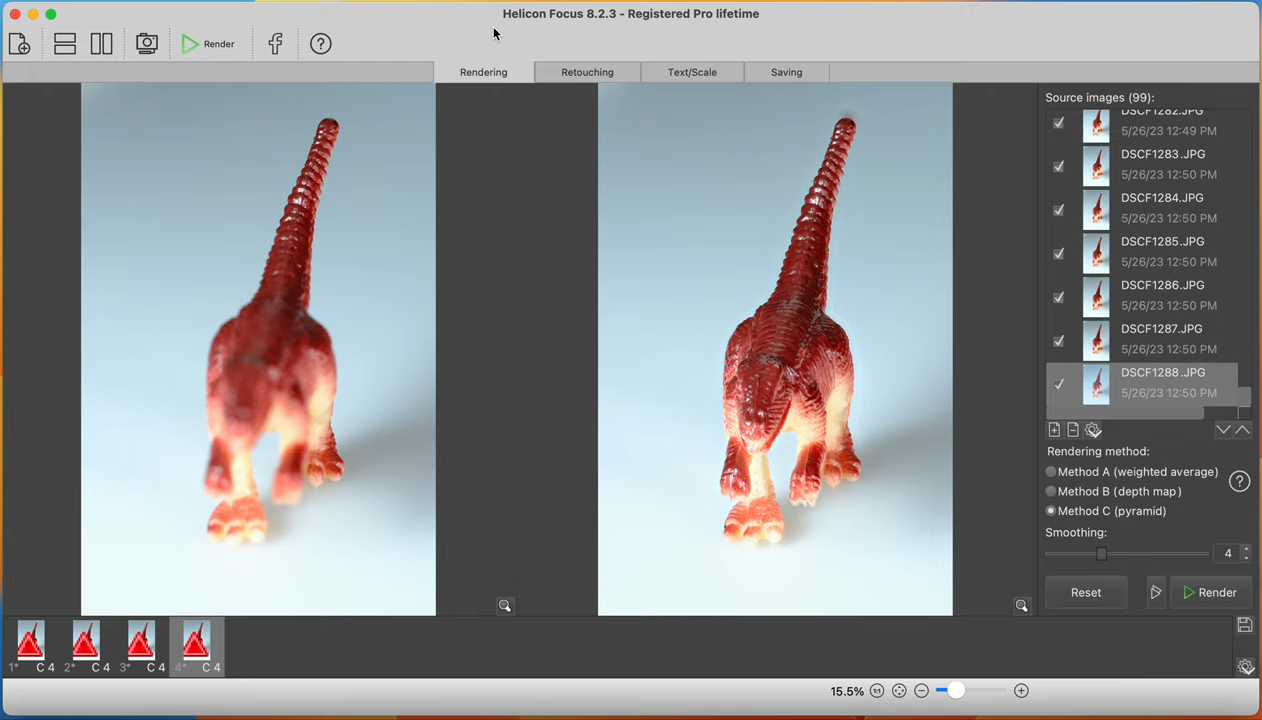 Helicon Focus 8.2.3 - Registered Pro lifetime
Render
Rendering
Retouching
Text/Scale
Saving
Source images (99):
DSCF1282.JPG
5/26/23 12:49 PM
DSCF1283.JPG
5/26/23 12:50 PM
DSCF1284.JPG
5/26/23 12:50 PM
DSCF1285.JPG
5/26/23 12:50 PM
DSCF1286.JPG
5/26/23 12:50 PM
DSCF1287.JPG
5/26/23 12:50 PM
DSCF1288.JPG
5/26/23 12:50 PM
Rendering method:
Method A (weighted average)
Method B (depth map)
Method C (pyramid)
Smoothing:
4
Reset
Render
1* C 4 2* C 4 3* C 4 4* C 4
15.5%